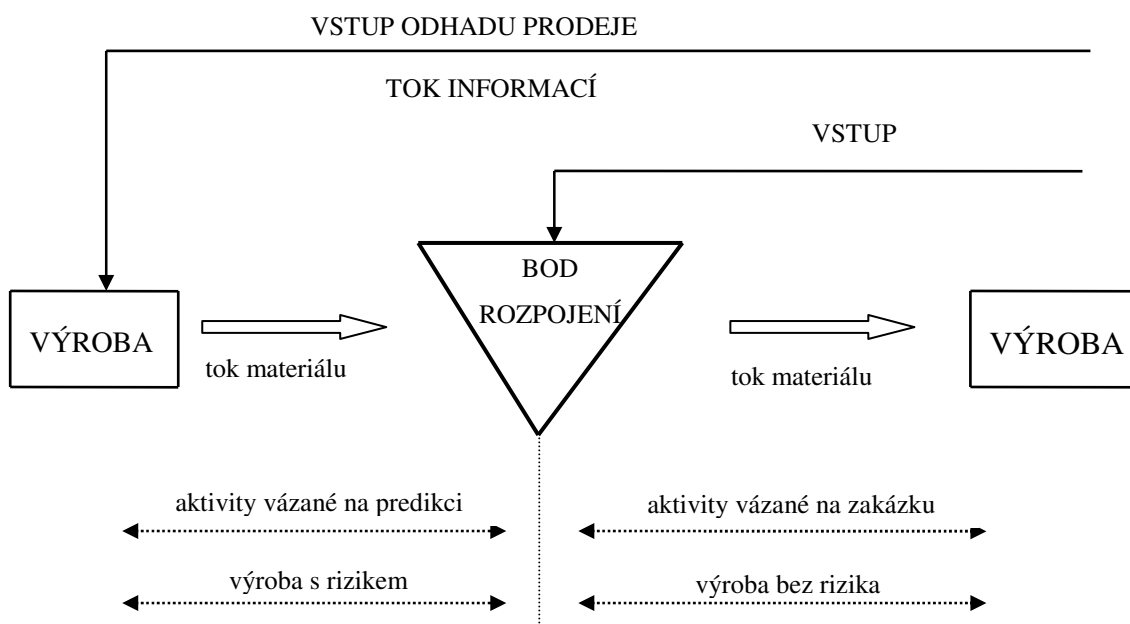 VSTUP ODHADU PRODEJE
TOK INFORMACÍ
VSTUP
BOD
ROZPOJENÍ
VÝROBA
VÝROBA
tok materiálu
tok materiálu
aktivity vázané na predikci
aktivity vázané na zakázku
výroba s rizikem
výroba bez rizika